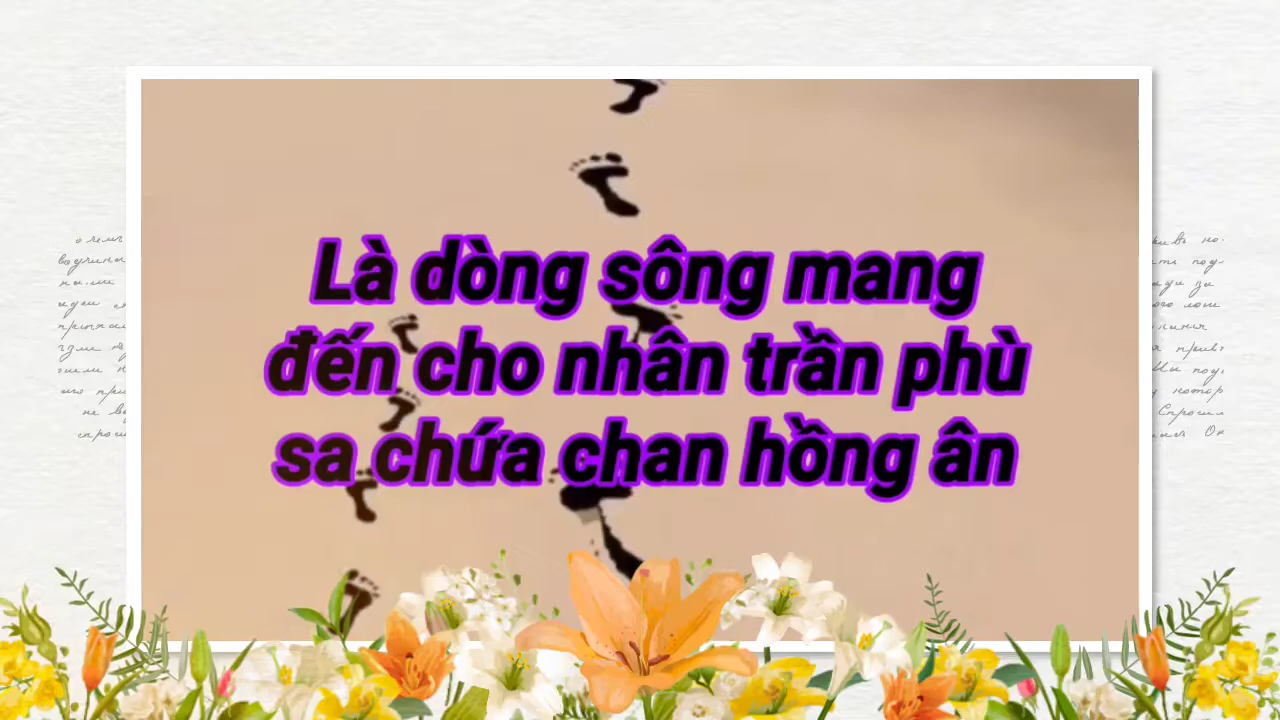 Là dòng sông mang
đến cho nhân trần phù
sa chứa chan hồng ân